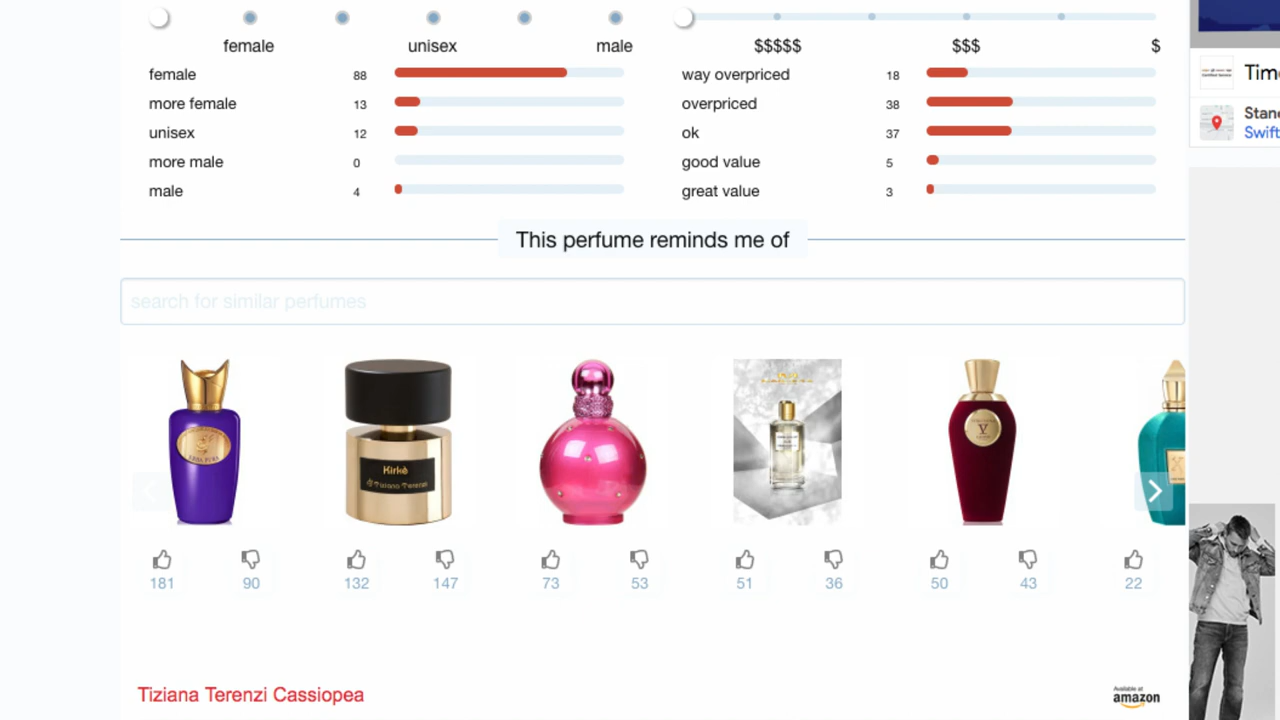 female unisex male
$$$$$ $$$ $
female 88
more female 13
unisex 12
more male 0
male 4
way overpriced 18
overpriced 38
ok 37
good value 5
great value 3
Time
Stan
Swift
This perfume reminds me of
search for similar perfumes
Kirkè
Tiziana Terenzi
V
181 90
132 147
73 53
51 36
50 43
22
Tiziana Terenzi Cassiopea
Available at
amazon